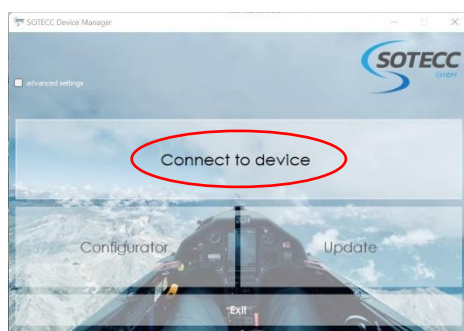 SOTECC Device Manager
SOTECC
GmbH
advanced settings
Connect to device
Configurator
Update
Exit